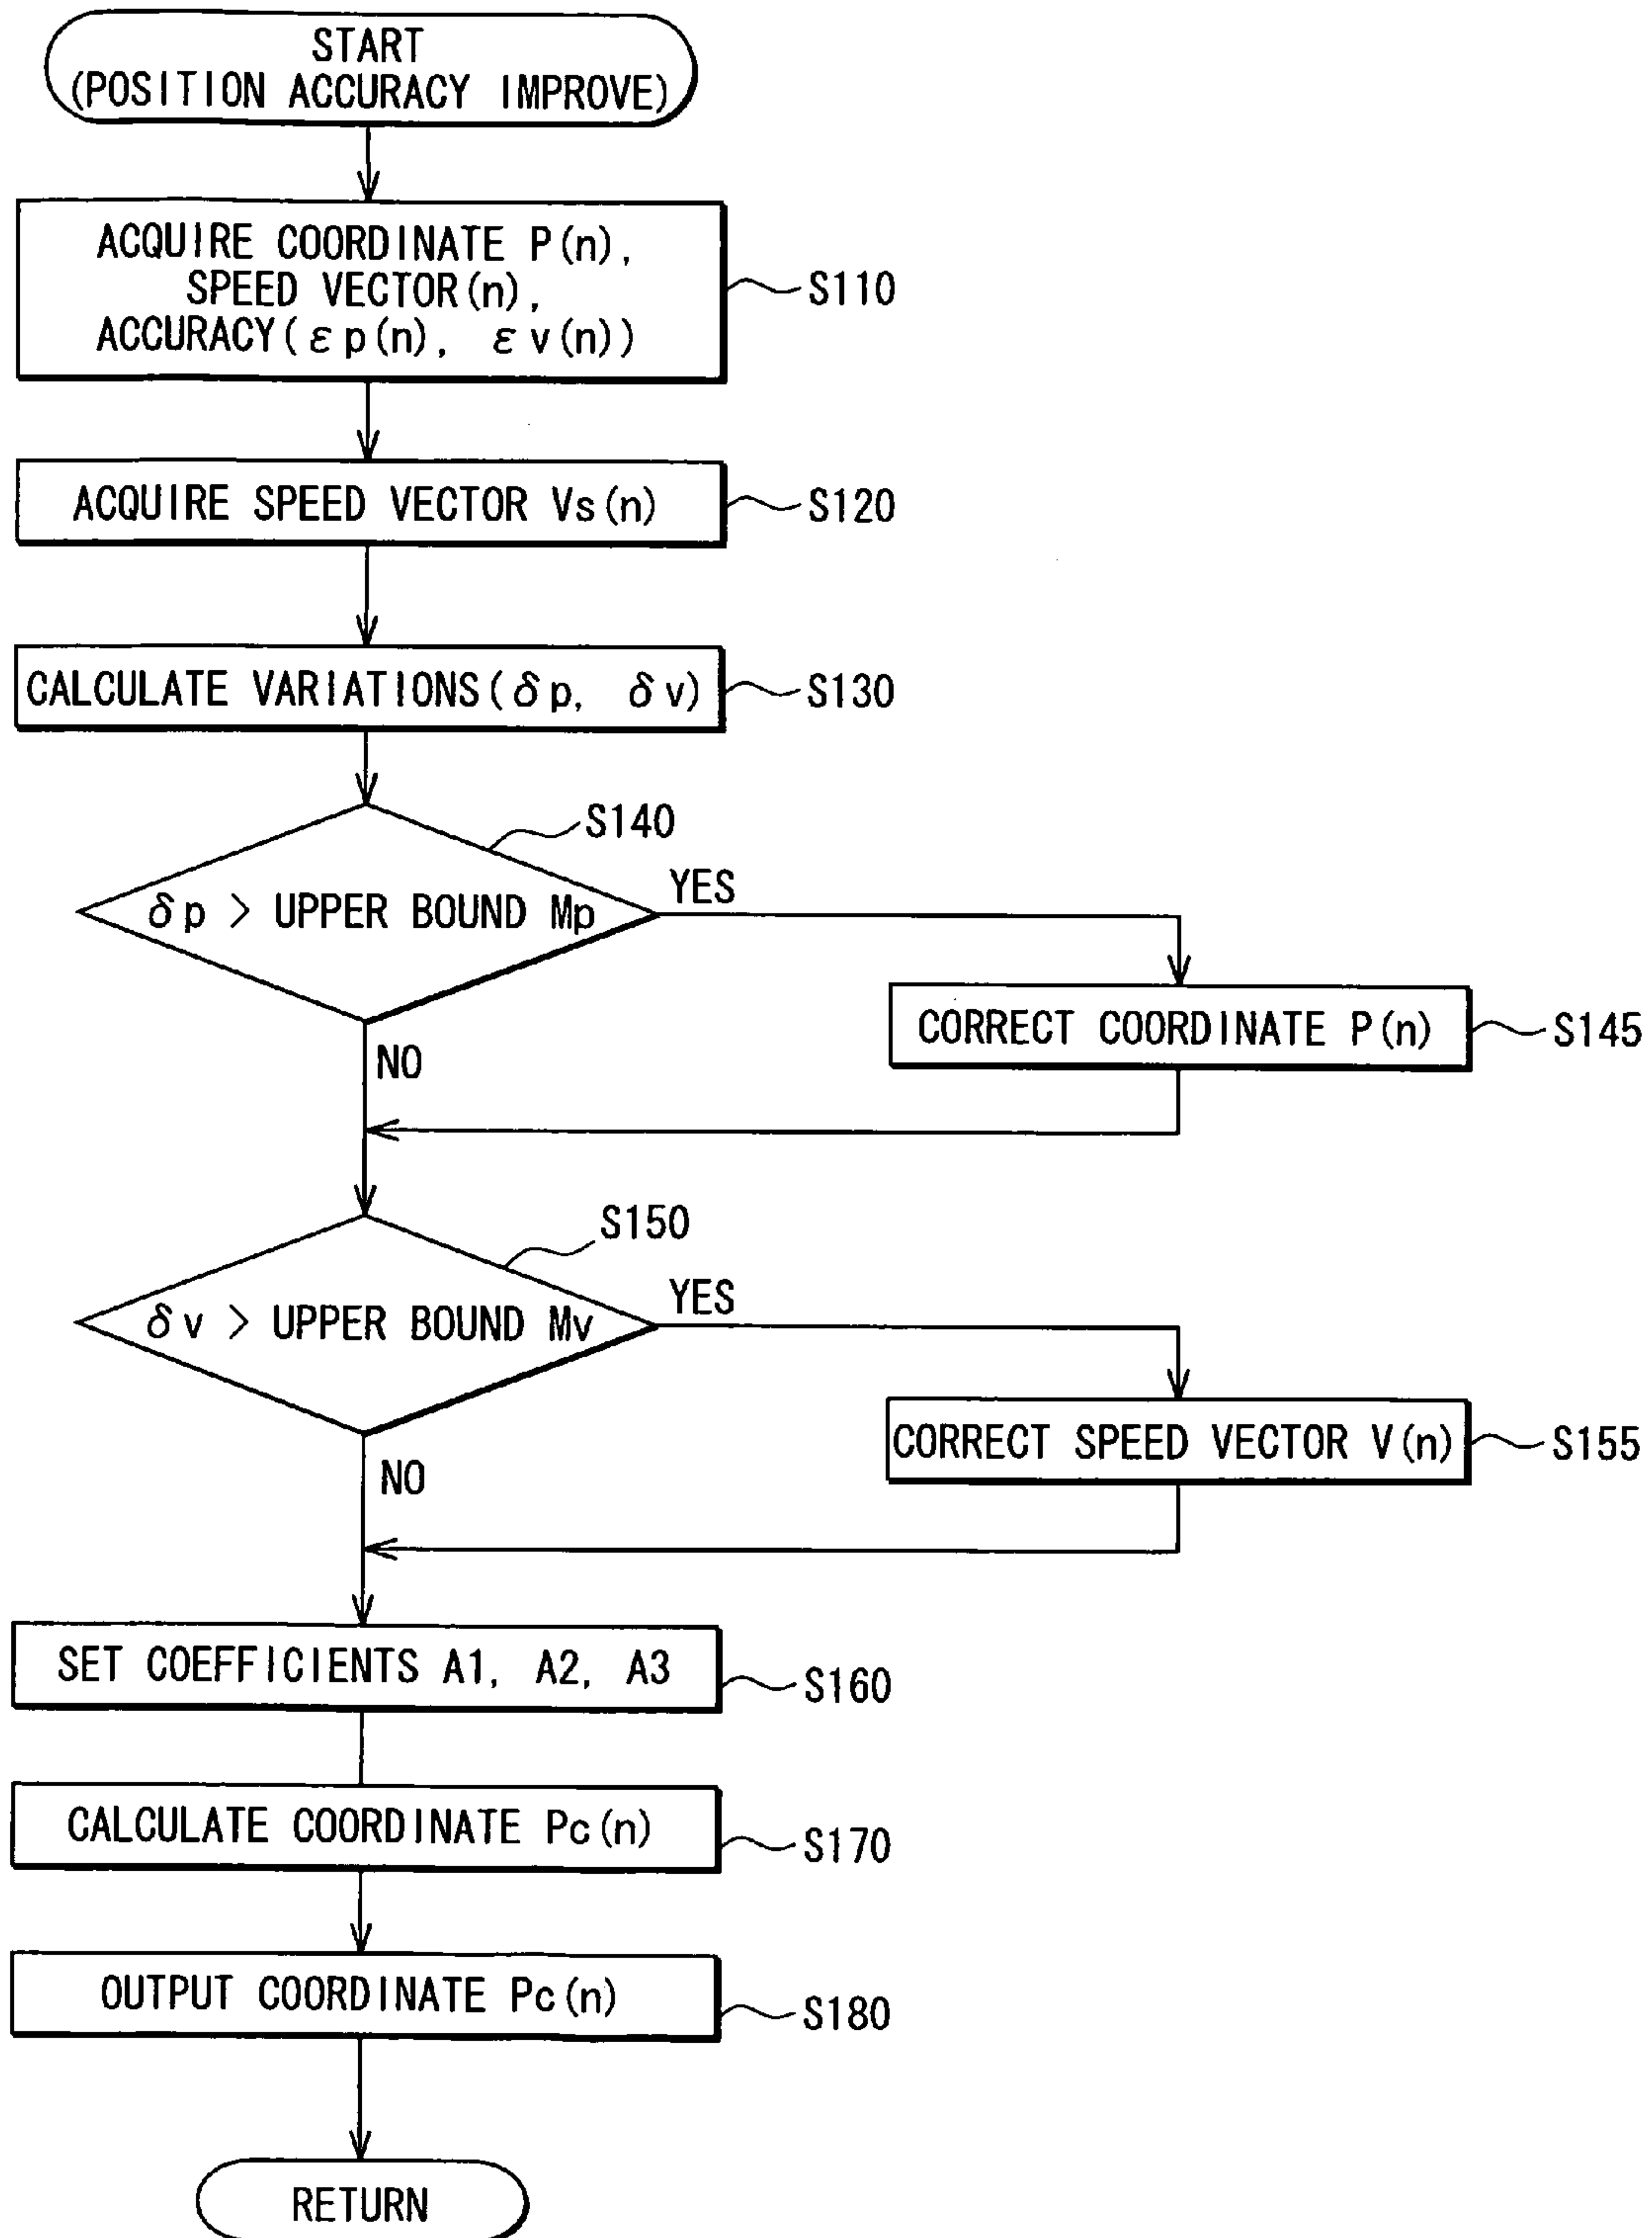 START
(POSITION ACCURACY IMPROVE)
ACQUIRE COORDINATE P(n),
SPEED VECTOR(n),
ACCURACY(εp(n), εv(n))
S110
ACQUIRE SPEED VECTOR Vs(n)
S120
CALCULATE VARIATIONS(δp, δv)
S130
S140
δp > UPPER BOUND Mp
YES
CORRECT COORDINATE P(n)
S145
NO
S150
δv > UPPER BOUND Mv
YES
CORRECT SPEED VECTOR V(n)
S155
NO
SET COEFFICIENTS A1, A2, A3
S160
CALCULATE COORDINATE Pc(n)
S170
OUTPUT COORDINATE Pc(n)
S180
RETURN